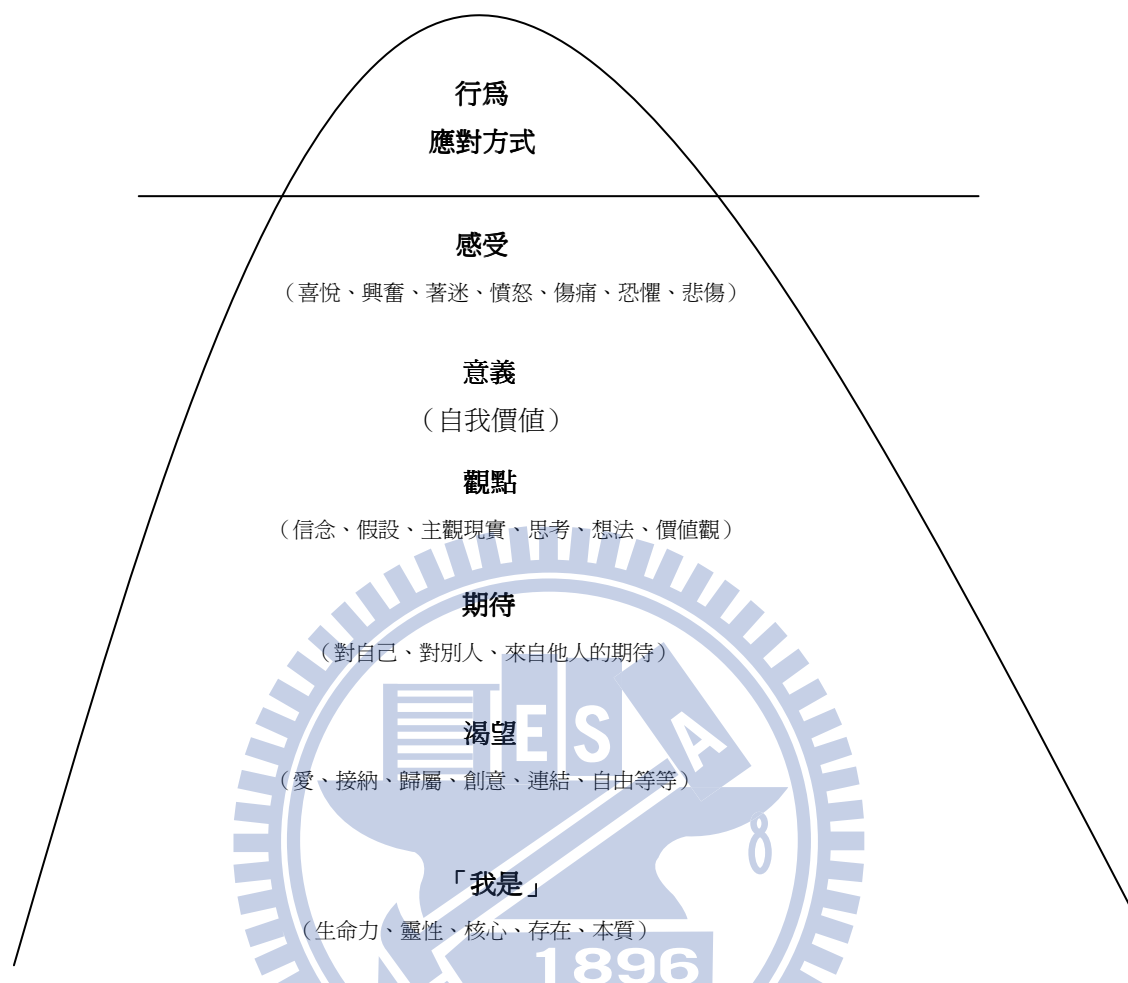 行爲
應對方式
感受
（喜悅、興奮、著迷、憤怒、傷痛、恐懼、悲傷）
意義
（自我價值）
觀點
（信念、假設、主觀現實、思考、想法、價值觀）
期待
（對自己、對別人、來自他人的期待）
渴望
（愛、接納、歸屬、創意、連結、自由等等）
「我是」
（生命力、靈性、核心、存在、本質）
E S A
8
1896